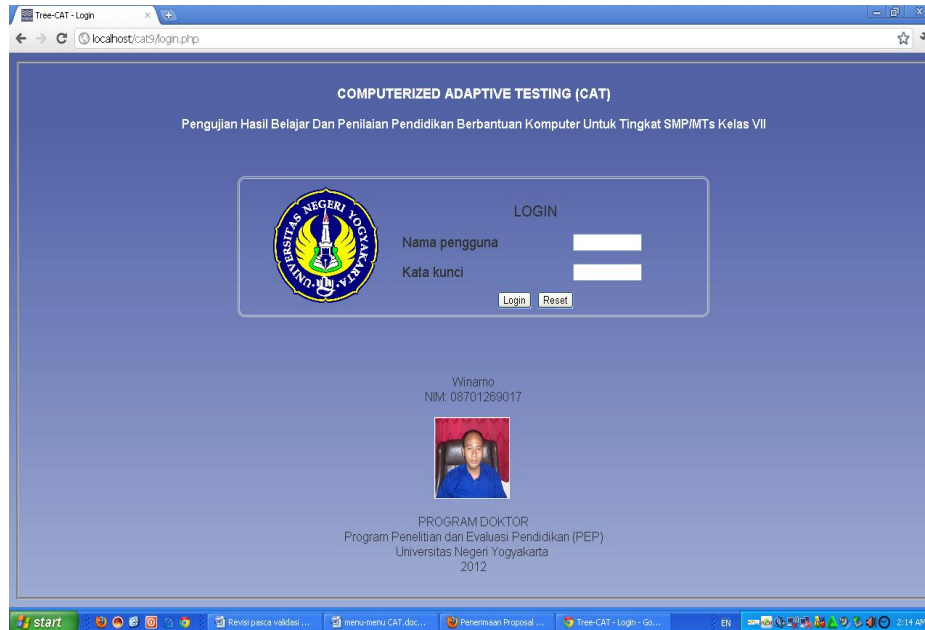 Tree-CAT - Login
localhost/cat9/login.php
COMPUTERIZED ADAPTIVE TESTING (CAT)
Pengujian Hasil Belajar Dan Penilaian Pendidikan Berbantuan Komputer Untuk Tingkat SMP/MTs Kelas VII
UNIVERSITAS NEGERI YOGYAKARTA
LOGIN
Nama pengguna
Kata kunci
Login Reset
Winarno
NIM: 08701269017
PROGRAM DOKTOR
Program Penelitian dan Evaluasi Pendidikan (PEP)
Universitas Negeri Yogyakarta
2012
start Revisi pasca validasi ... menu-menu CAT.doc... Penerimaan Proposal ... Tree-CAT - Login - Go... EN 2:14 AM